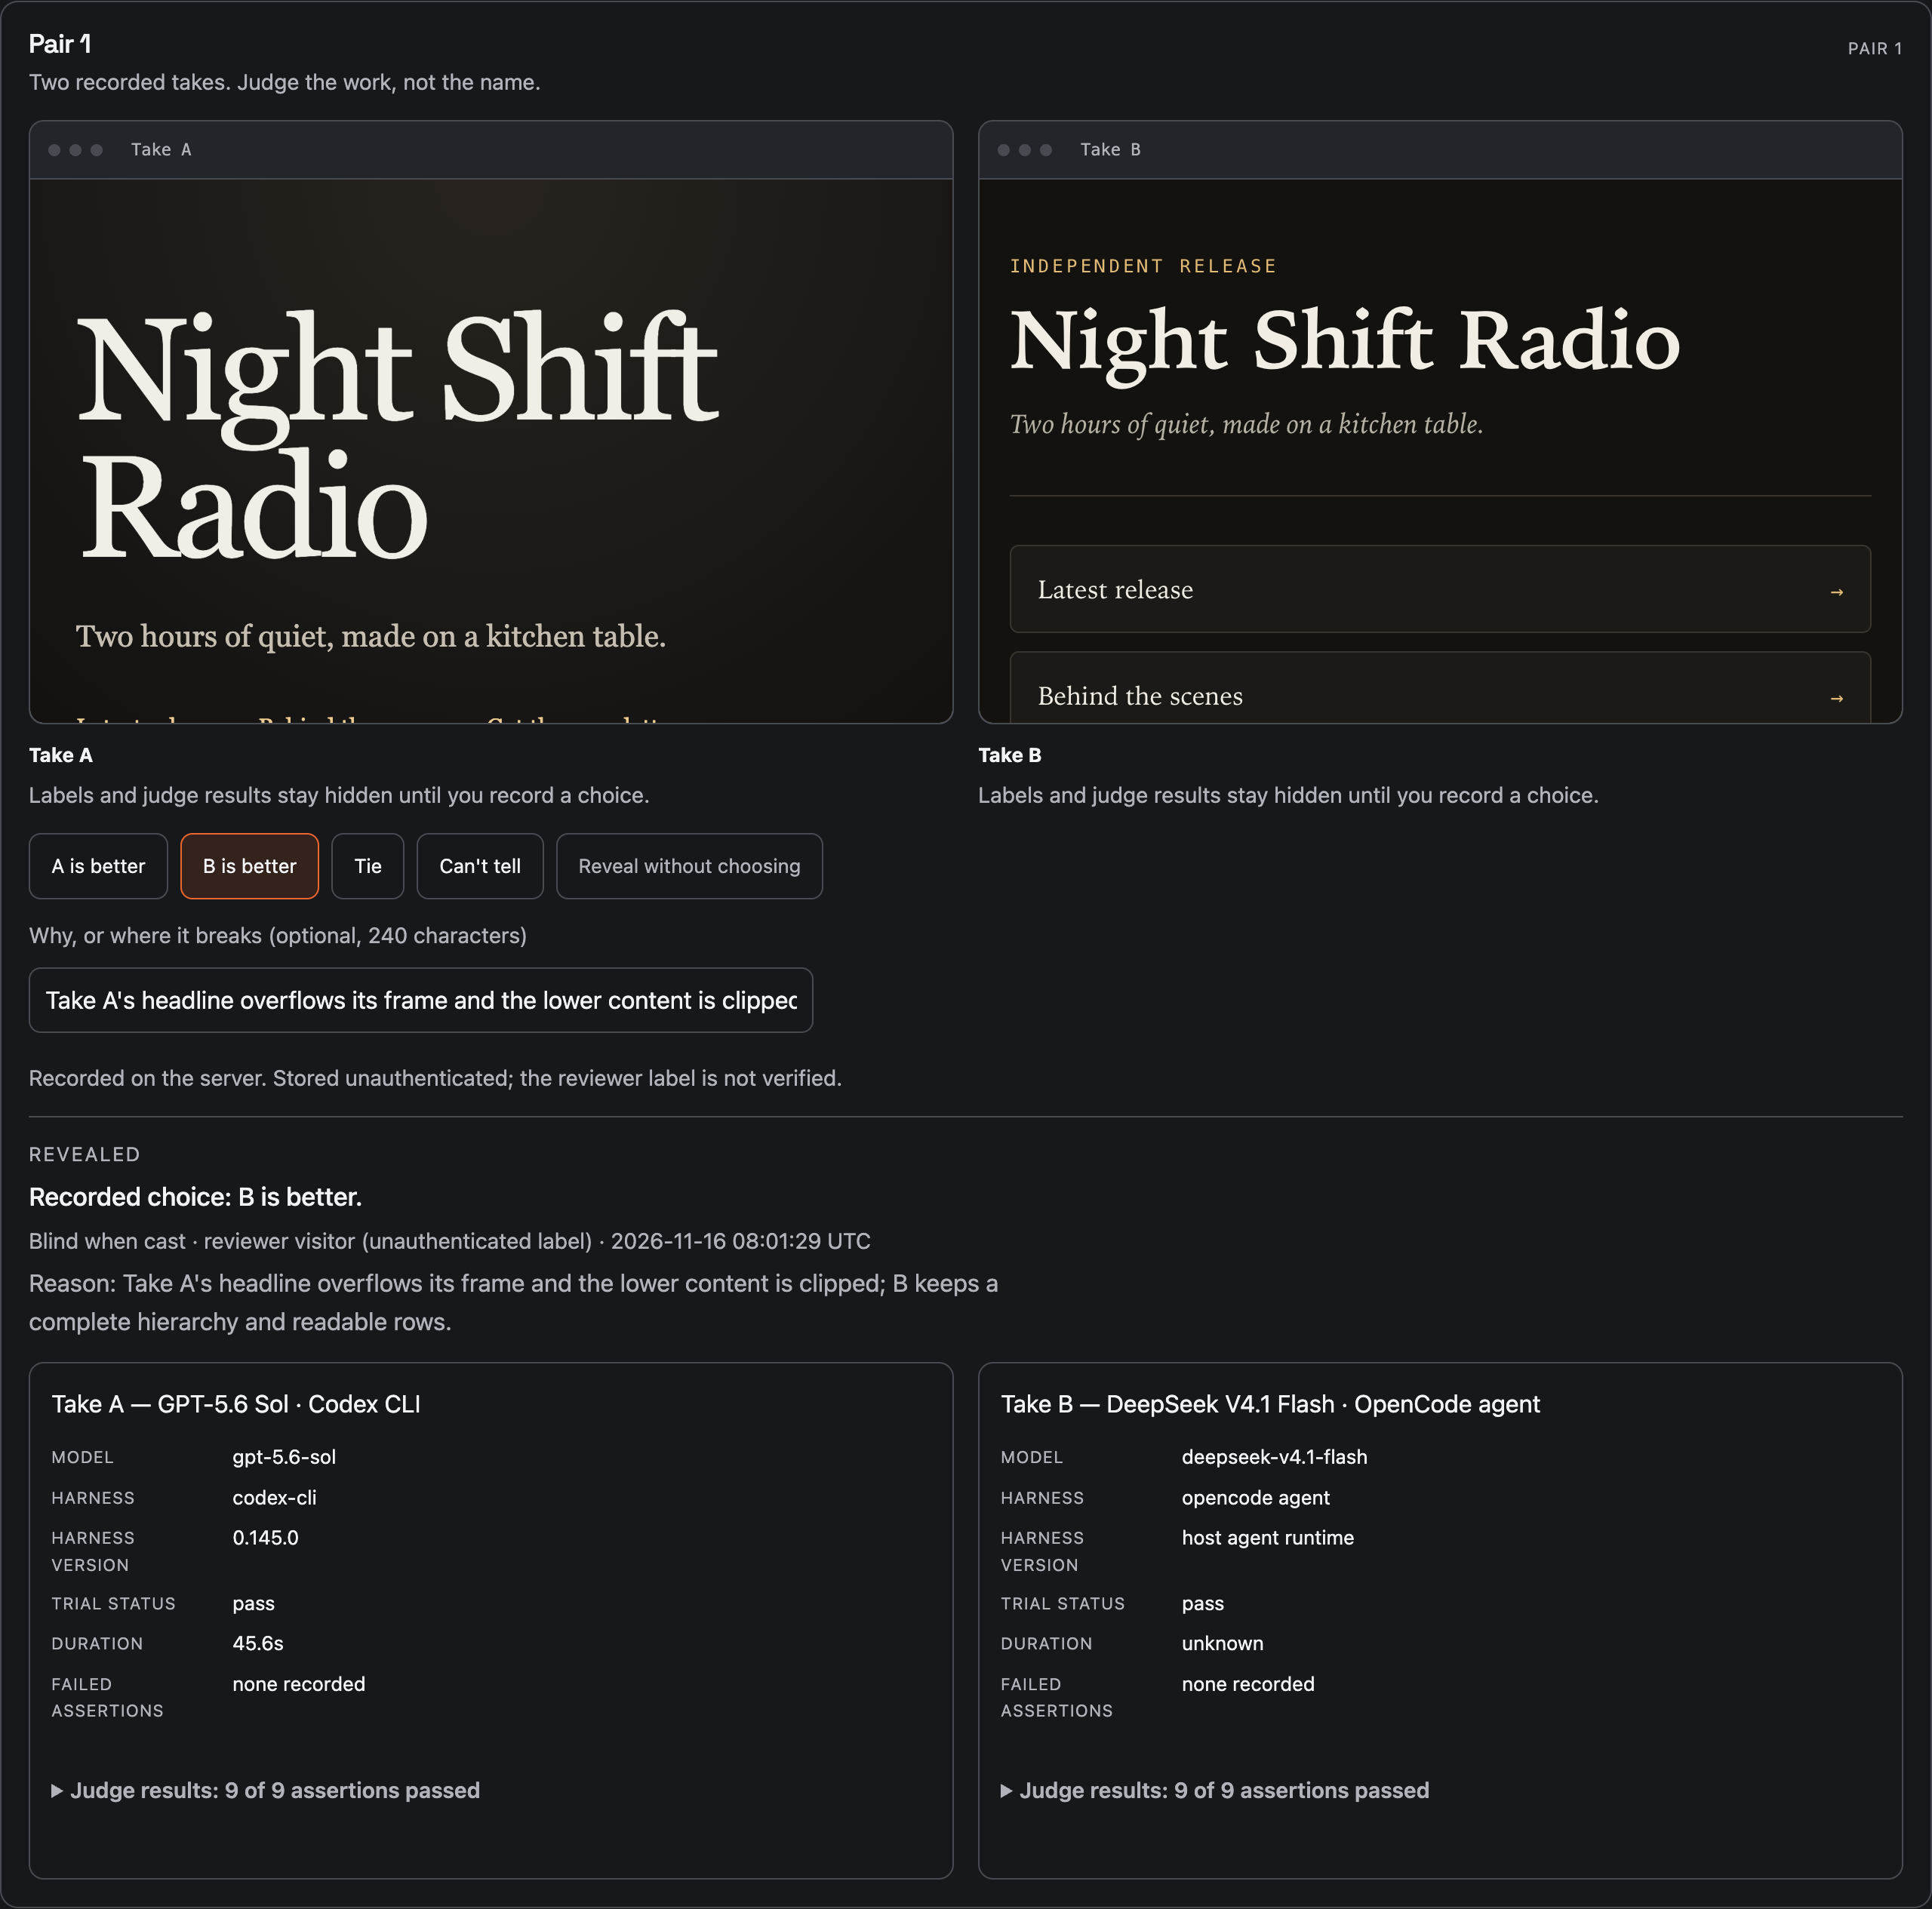 Pair 1
PAIR 1
Two recorded takes. Judge the work, not the name.
Take A
Night Shift
Radio
Two hours of quiet, made on a kitchen table.
Take B
INDEPENDENT RELEASE
Night Shift Radio
Two hours of quiet, made on a kitchen table.
Latest release →
Behind the scenes →
Take A
Labels and judge results stay hidden until you record a choice.
Take B
Labels and judge results stay hidden until you record a choice.
A is better
B is better
Tie
Can't tell
Reveal without choosing
Why, or where it breaks (optional, 240 characters)
Take A's headline overflows its frame and the lower content is clipped
Recorded on the server. Stored unauthenticated; the reviewer label is not verified.
REVEALED
Recorded choice: B is better.
Blind when cast · reviewer visitor (unauthenticated label) · 2026-11-16 08:01:29 UTC
Reason: Take A's headline overflows its frame and the lower content is clipped; B keeps a
complete hierarchy and readable rows.
Take A — GPT-5.6 Sol · Codex CLI
MODEL gpt-5.6-sol
HARNESS codex-cli
HARNESS VERSION 0.145.0
TRIAL STATUS pass
DURATION 45.6s
FAILED ASSERTIONS none recorded
▶ Judge results: 9 of 9 assertions passed
Take B — DeepSeek V4.1 Flash · OpenCode agent
MODEL deepseek-v4.1-flash
HARNESS opencode agent
HARNESS VERSION host agent runtime
TRIAL STATUS pass
DURATION unknown
FAILED ASSERTIONS none recorded
▶ Judge results: 9 of 9 assertions passed